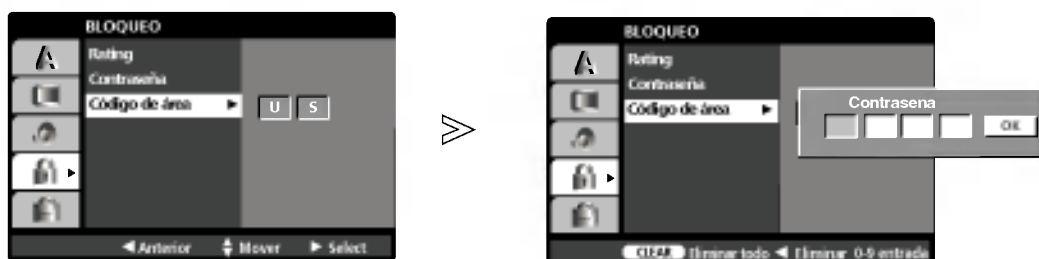 BLOQUEO
Rating
Contraseña
Código de área
U S
Anterior Mover Select
BLOQUEO
Rating
Contraseña
Código de área
Contrasena
OK
CLEAR Eliminar todo Eliminar 0-9 entrada